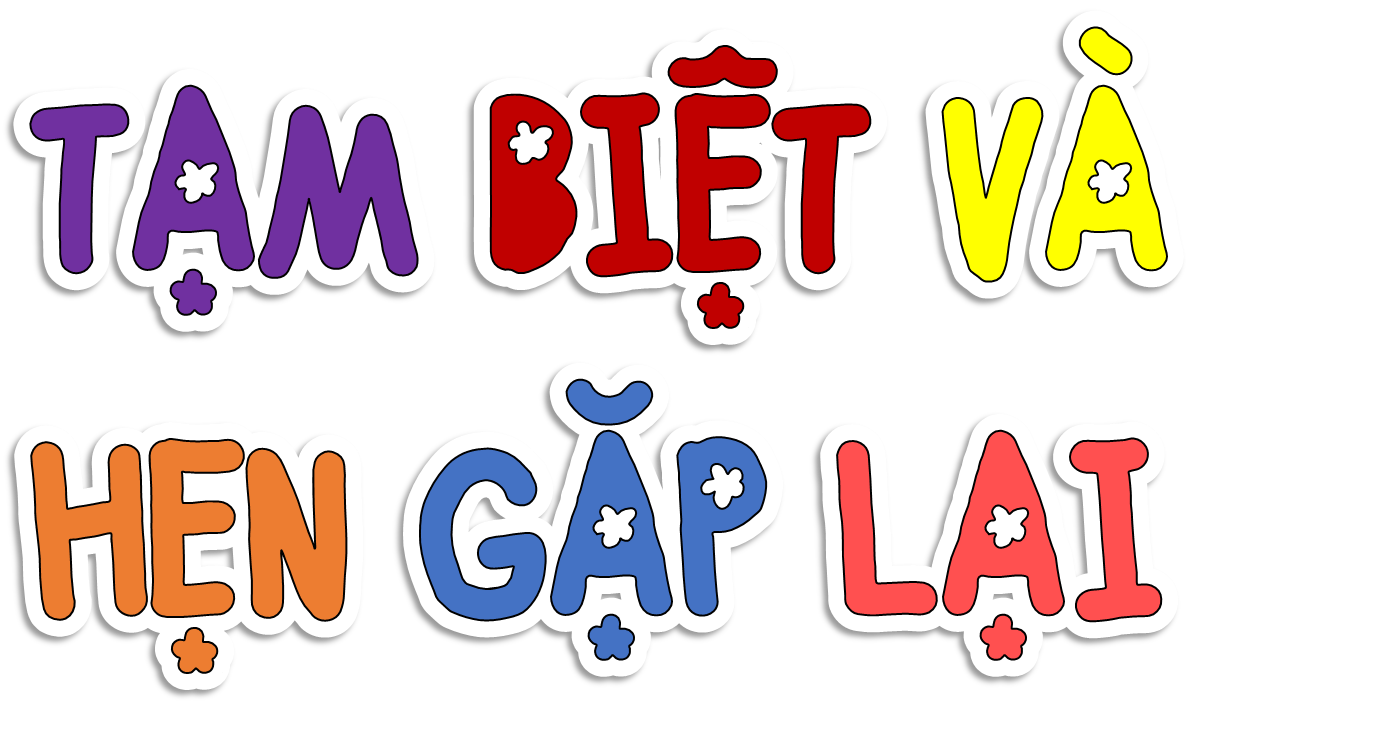 TẠM BIỆT VÀ
HẸN GẶP LẠI